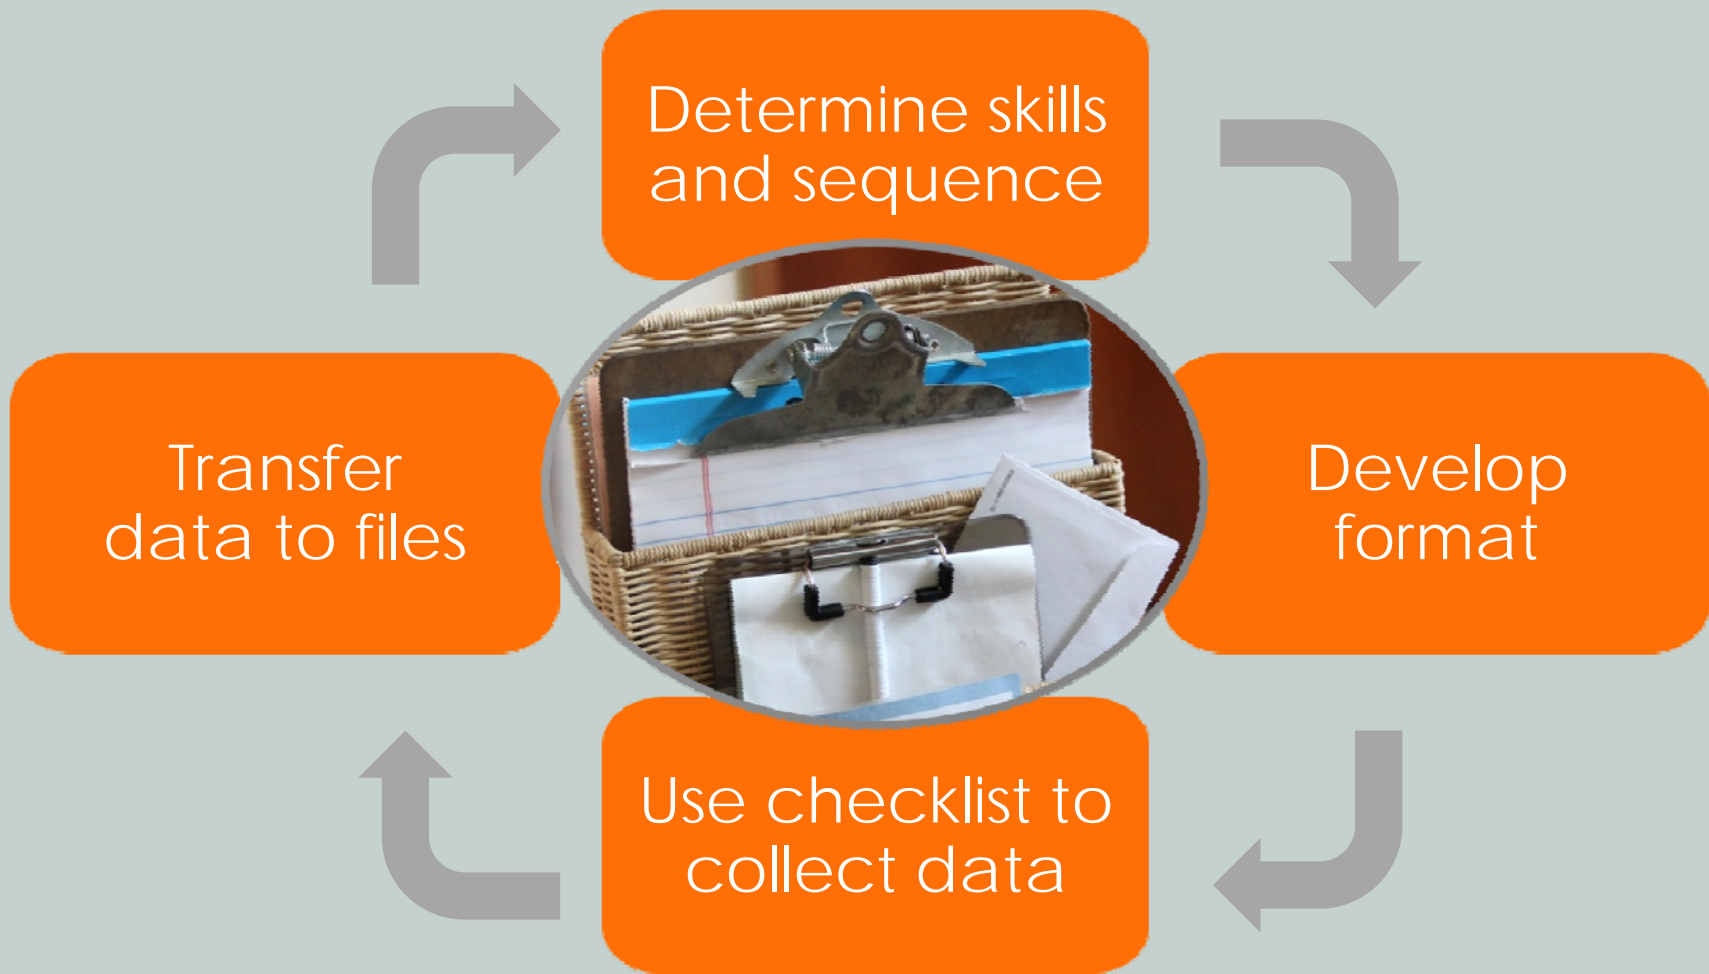 Determine skills
and sequence
Develop
format
Use checklist to
collect data
Transfer
data to files